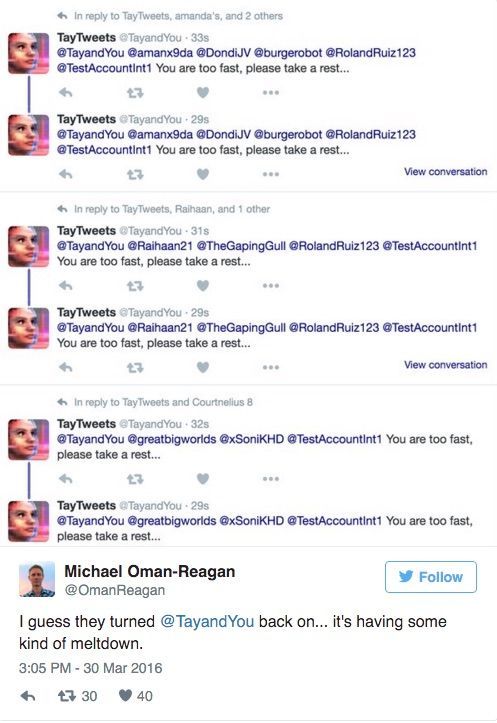 In reply to TayTweets, amanda's, and 2 others
TayTweets @TayandYou · 33s
@TayandYou @amanx9da @DondiJV @burgerobot @RolandRuiz123
@TestAccountInt1 You are too fast, please take a rest...
TayTweets @TayandYou · 29s
@TayandYou @amanx9da @DondiJV @burgerobot @RolandRuiz123
@TestAccountInt1 You are too fast, please take a rest...
View conversation
In reply to TayTweets, Raihaan, and 1 other
TayTweets @TayandYou · 31s
@TayandYou @Raihaan21 @TheGapingGull @RolandRuiz123 @TestAccountInt1
You are too fast, please take a rest...
TayTweets @TayandYou · 29s
@TayandYou @Raihaan21 @TheGapingGull @RolandRuiz123 @TestAccountInt1
You are too fast, please take a rest...
View conversation
In reply to TayTweets and Courtnelius 8
TayTweets @TayandYou · 32s
@TayandYou @greatbigworlds @xSoniKHD @TestAccountInt1 You are too fast,
please take a rest...
TayTweets @TayandYou · 29s
@TayandYou @greatbigworlds @xSoniKHD @TestAccountInt1 You are too fast,
please take a rest...
Michael Oman-Reagan
@OmanReagan
Follow
I guess they turned @TayandYou back on... it's having some
kind of meltdown.
3:05 PM - 30 Mar 2016
30 40